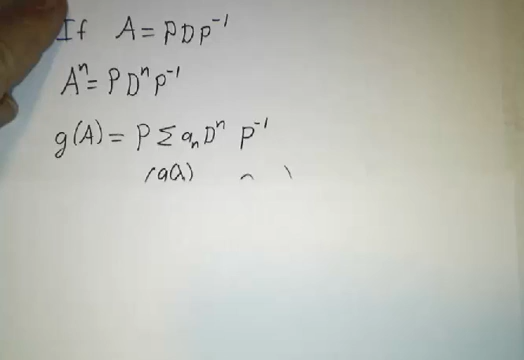 If A = PDP⁻¹
Aⁿ = PDⁿP⁻¹
g(A) = P Σ aₙDⁿ P⁻¹
(g(λ)